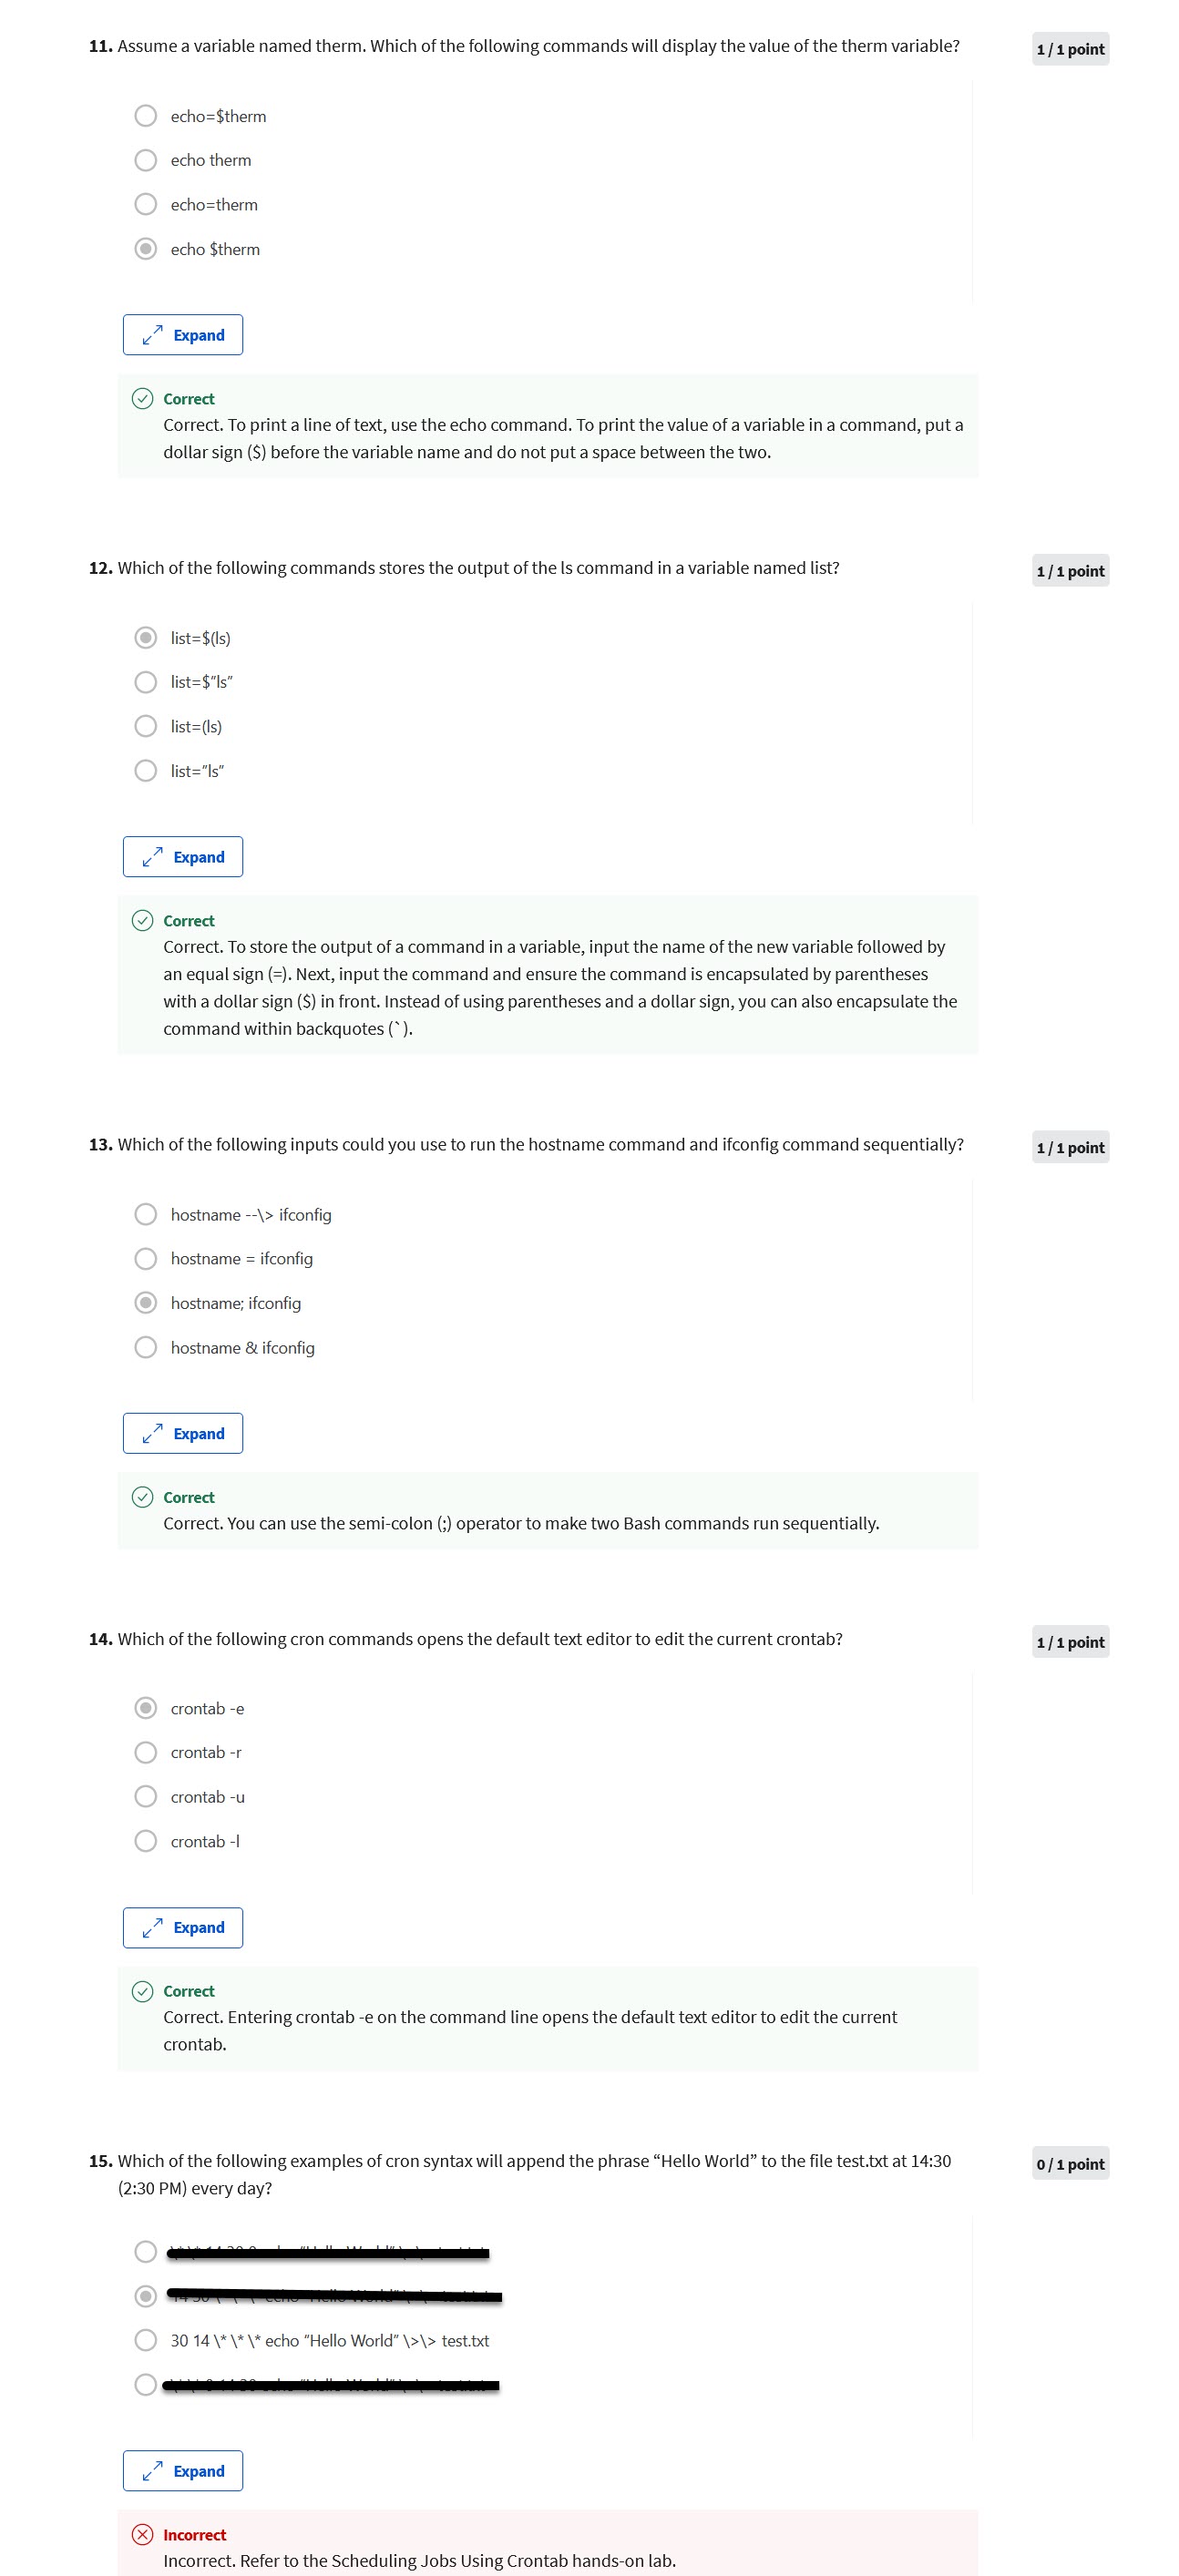 11. Assume a variable named therm. Which of the following commands will display the value of the therm variable?
1 / 1 point
echo=$therm
echo therm
echo=therm
echo $therm
Expand
Correct
Correct. To print a line of text, use the echo command. To print the value of a variable in a command, put a
dollar sign ($) before the variable name and do not put a space between the two.
12. Which of the following commands stores the output of the ls command in a variable named list?
1 / 1 point
list=$(ls)
list=$"ls"
list=(ls)
list="ls"
Expand
Correct
Correct. To store the output of a command in a variable, input the name of the new variable followed by
an equal sign (=). Next, input the command and ensure the command is encapsulated by parentheses
with a dollar sign ($) in front. Instead of using parentheses and a dollar sign, you can also encapsulate the
command within backquotes (`).
13. Which of the following inputs could you use to run the hostname command and ifconfig command sequentially?
1 / 1 point
hostname --\> ifconfig
hostname = ifconfig
hostname; ifconfig
hostname & ifconfig
Expand
Correct
Correct. You can use the semi-colon (;) operator to make two Bash commands run sequentially.
14. Which of the following cron commands opens the default text editor to edit the current crontab?
1 / 1 point
crontab -e
crontab -r
crontab -u
crontab -l
Expand
Correct
Correct. Entering crontab -e on the command line opens the default text editor to edit the current
crontab.
15. Which of the following examples of cron syntax will append the phrase “Hello World” to the file test.txt at 14:30
(2:30 PM) every day?
0 / 1 point
30 14 \* \* \* echo “Hello World” \>\> test.txt
Expand
Incorrect
Incorrect. Refer to the Scheduling Jobs Using Crontab hands-on lab.